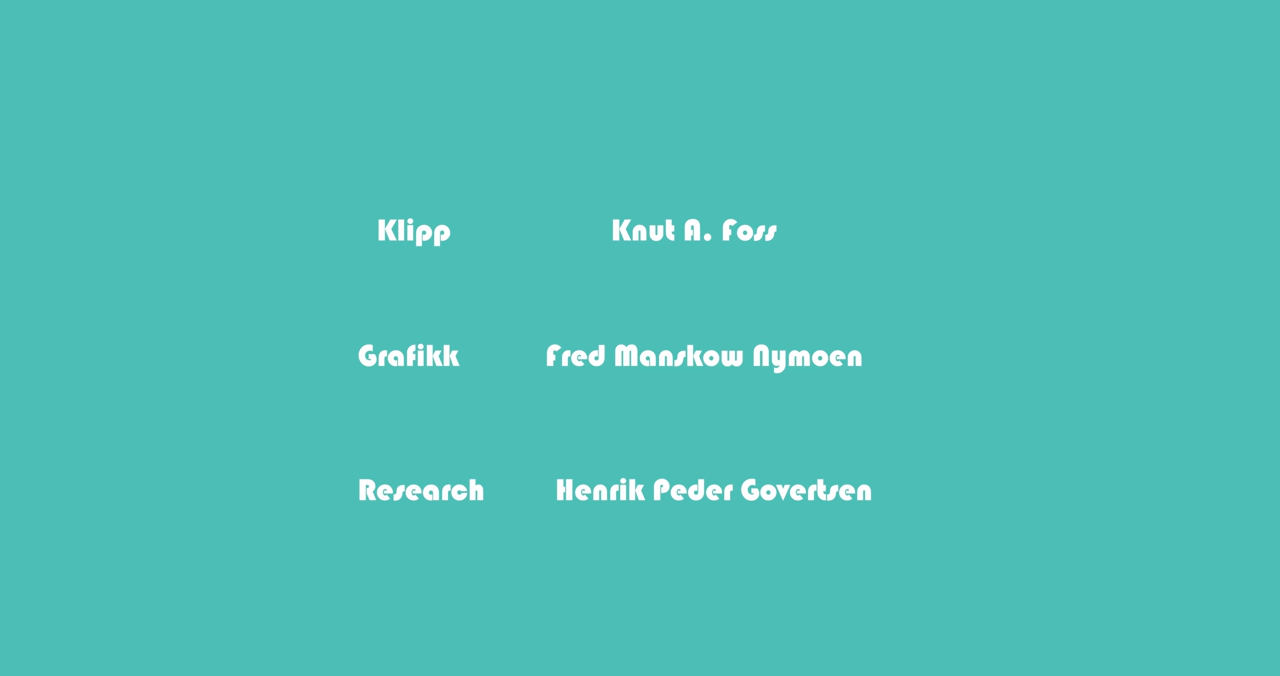 Klipp Knut A. Foss
Grafikk Fred Manskow Nymoen
Research Henrik Peder Govertsen